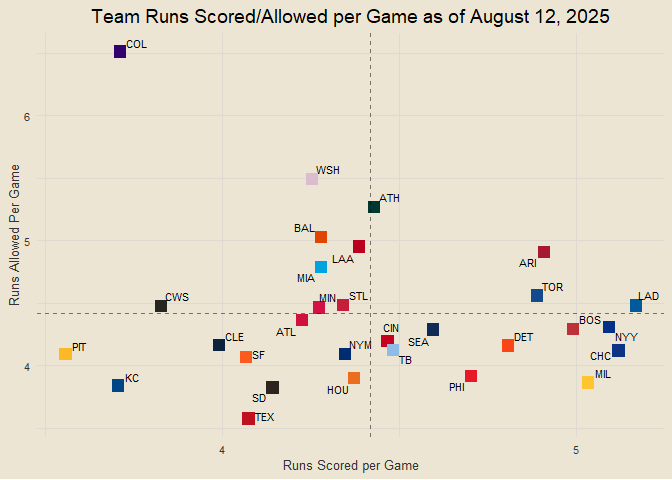 Team Runs Scored/Allowed per Game as of August 12, 2025
COL
6
WSH
ATH
BAL
5
LAA
ARI
MIA
TOR
CWS
MIN
STL
LAD
ATL
CIN
BOS
CLE
NYM
SEA
DET
NYY
PIT
SF
TB
CHC
4
KC
HOU
PHI
MIL
SD
TEX
4
5
Runs Allowed Per Game
Runs Scored per Game